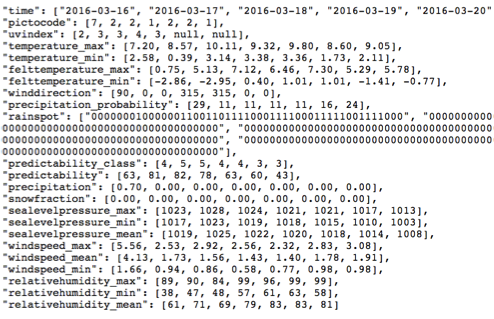 "time": ["2016-03-16", "2016-03-17", "2016-03-18", "2016-03-19", "2016-03-20"
"pictocode": [7, 2, 2, 1, 2, 2, 1],
"uvindex": [2, 3, 3, 4, 3, null, null],
"temperature_max": [7.20, 8.57, 10.11, 9.32, 9.80, 8.60, 9.05],
"temperature_min": [2.58, 0.39, 3.14, 3.38, 3.36, 1.73, 2.11],
"felttemperature_max": [0.75, 5.13, 7.12, 6.46, 7.30, 5.29, 5.78],
"felttemperature_min": [-2.86, -2.95, 0.40, 1.01, 1.01, -1.41, -0.77],
"winddirection": [90, 0, 0, 315, 315, 0, 0],
"precipitation_probability": [29, 11, 11, 11, 11, 16, 24],
"rainspot": ["0000000100000011001101111000111100011111001111000", "000000000
000000000000000000000000000000000000", "00000000000000000000000000000000000000000
000000000000000000000000000000000000", "00000000000000000000000000000000000000000
000000000000000000000000000000000000"],
"predictability_class": [4, 5, 5, 4, 4, 3, 3],
"predictability": [63, 81, 82, 78, 63, 60, 43],
"precipitation": [0.70, 0.00, 0.00, 0.00, 0.00, 0.00, 0.00],
"snowfraction": [0.00, 0.00, 0.00, 0.00, 0.00, 0.00, 0.00],
"sealevelpressure_max": [1023, 1028, 1024, 1021, 1021, 1017, 1013],
"sealevelpressure_min": [1017, 1023, 1019, 1018, 1015, 1010, 1003],
"sealevelpressure_mean": [1019, 1025, 1022, 1020, 1018, 1014, 1008],
"windspeed_max": [5.56, 2.53, 2.92, 2.56, 2.32, 2.83, 3.08],
"windspeed_mean": [4.13, 1.73, 1.56, 1.43, 1.40, 1.78, 1.91],
"windspeed_min": [1.66, 0.94, 0.86, 0.58, 0.77, 0.98, 0.98],
"relativehumidity_max": [89, 90, 84, 99, 96, 99, 99],
"relativehumidity_min": [38, 47, 48, 57, 61, 63, 58],
"relativehumidity_mean": [61, 71, 69, 79, 83, 83, 81]